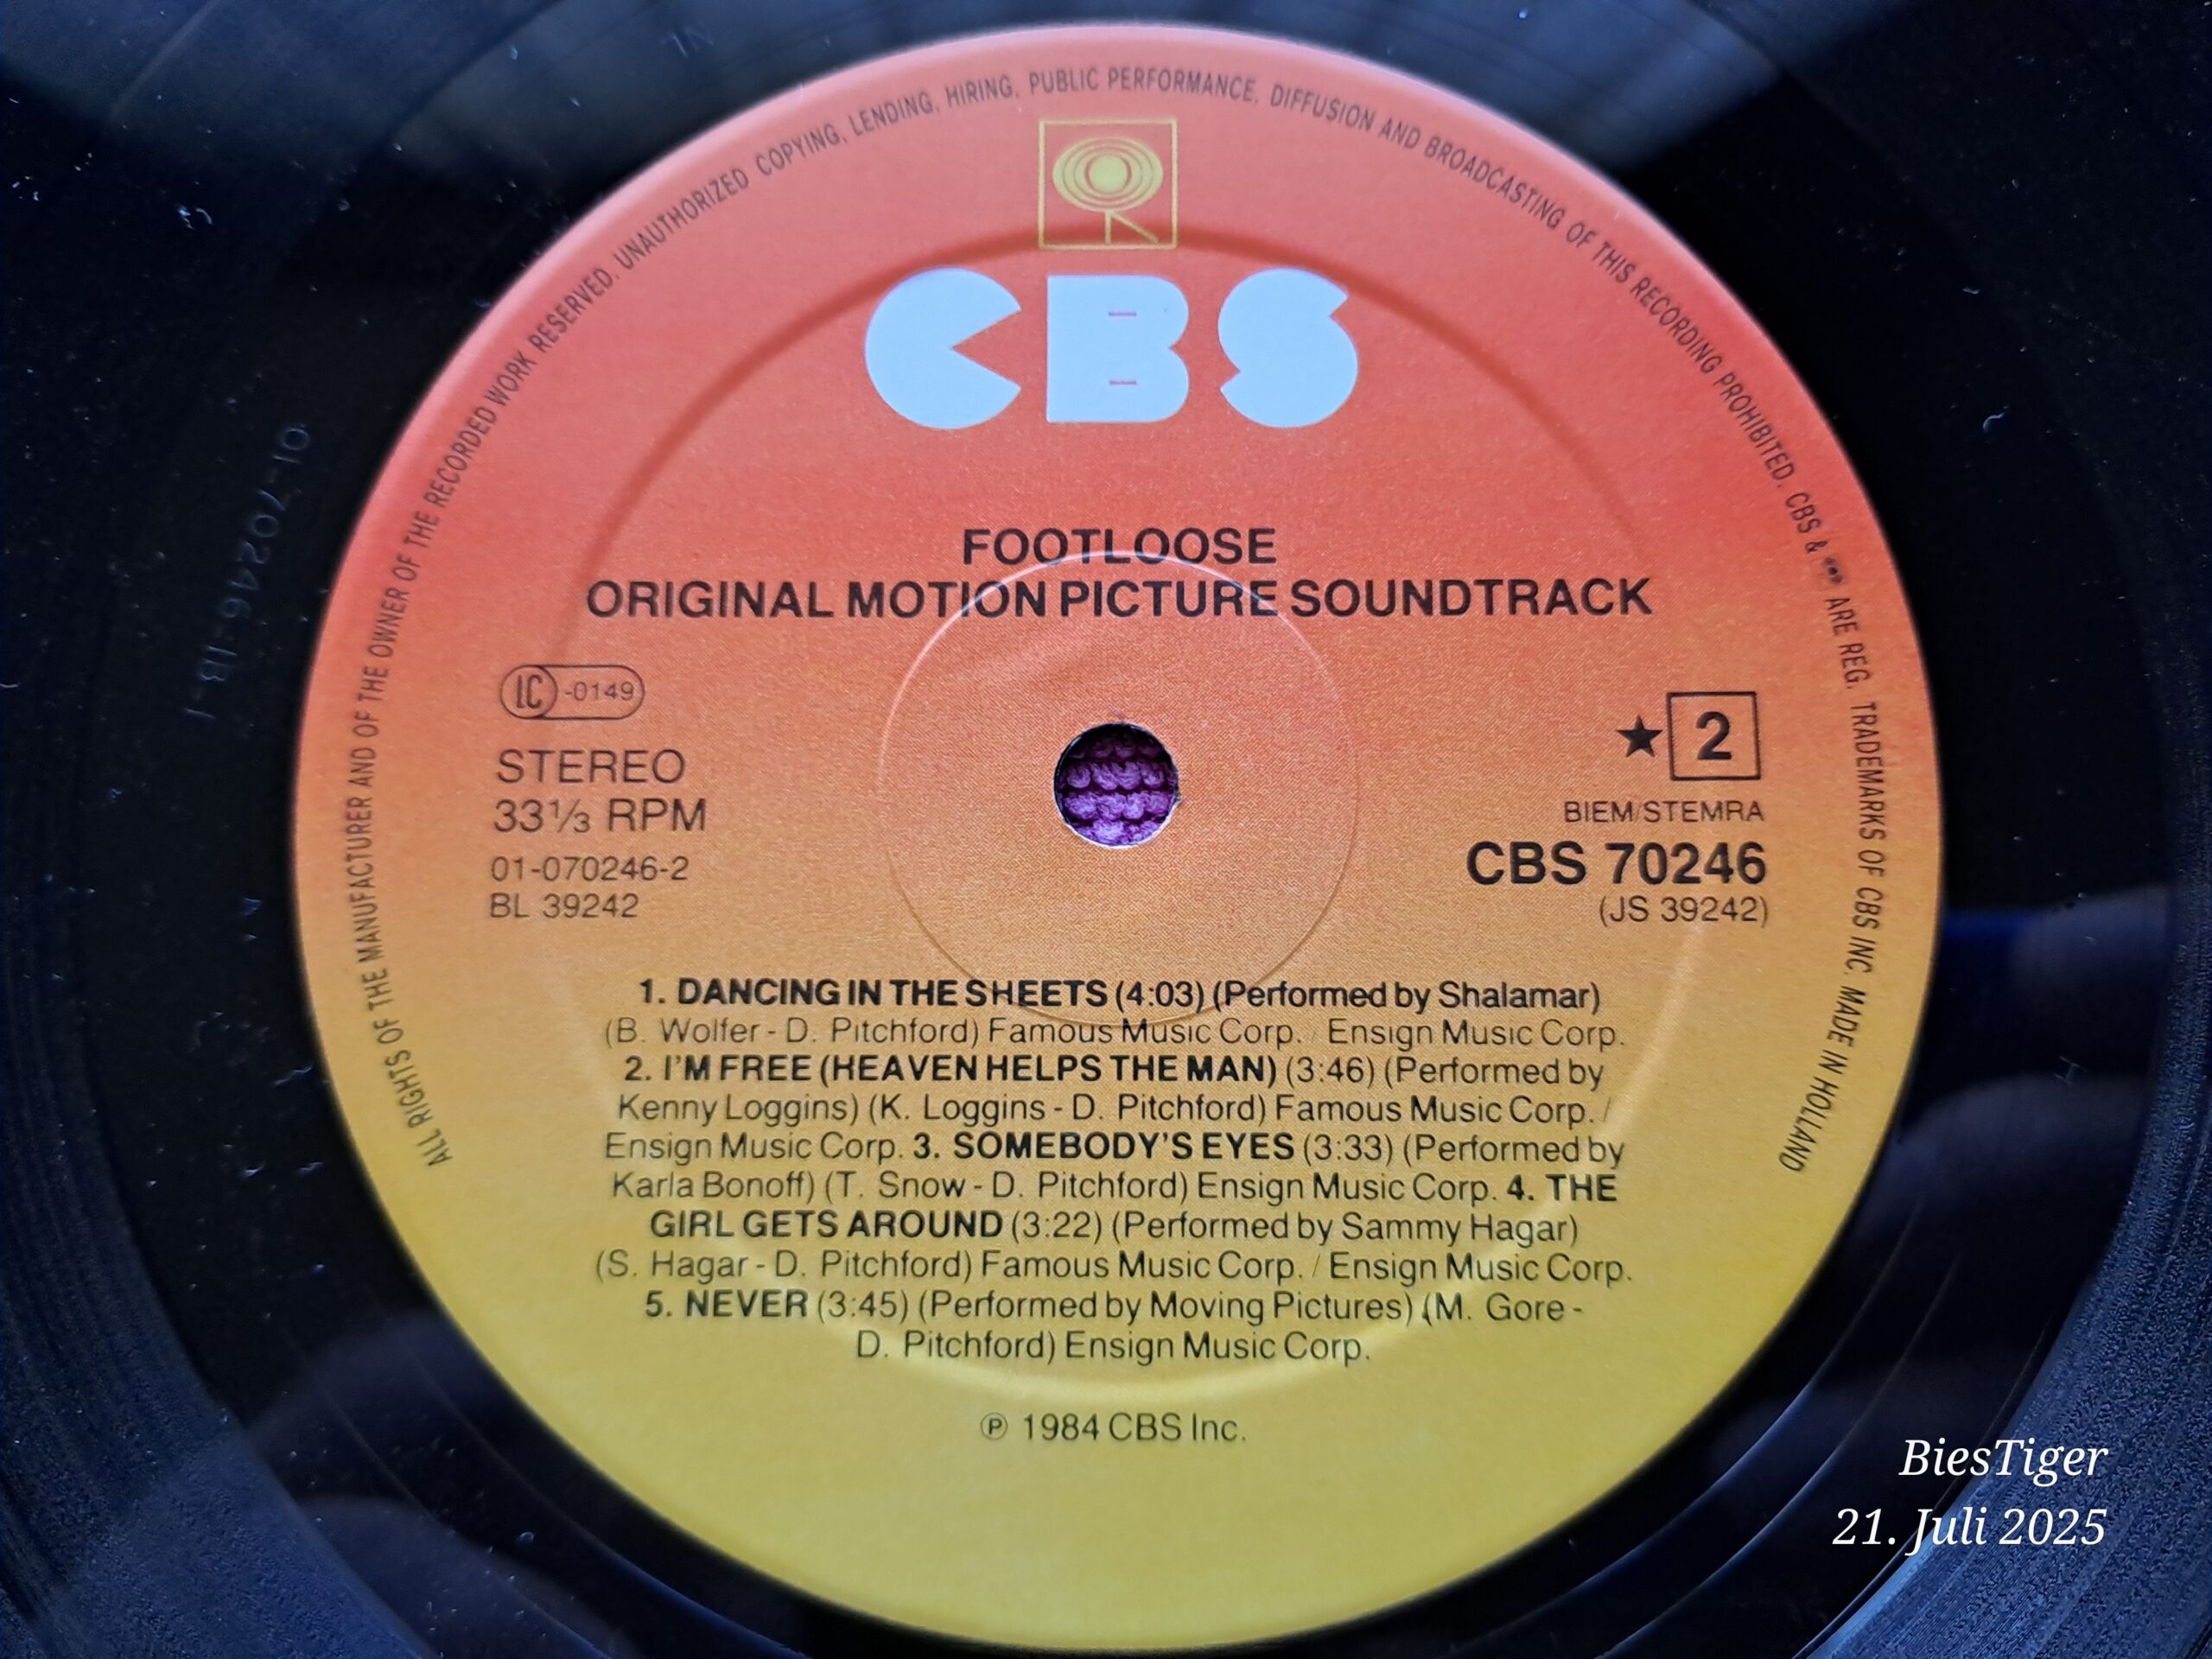 ALL RIGHTS OF THE MANUFACTURER AND OF THE OWNER OF THE RECORDED WORK RESERVED. UNAUTHORIZED COPYING, LENDING, HIRING, PUBLIC PERFORMANCE, DIFFUSION AND BROADCASTING OF THIS RECORDING PROHIBITED. CBS & ARE REG. TRADEMARKS OF CBS INC. MADE IN HOLLAND
CBS
FOOTLOOSE
ORIGINAL MOTION PICTURE SOUNDTRACK
LC-0149
STEREO
33⅓ RPM
01-070246-2
BL 39242
★ 2
BIEM/STEMRA
CBS 70246
(JS 39242)
1. DANCING IN THE SHEETS (4:03) (Performed by Shalamar)
(B. Wolfer - D. Pitchford) Famous Music Corp. / Ensign Music Corp.
2. I'M FREE (HEAVEN HELPS THE MAN) (3:46) (Performed by
Kenny Loggins) (K. Loggins - D. Pitchford) Famous Music Corp. /
Ensign Music Corp. 3. SOMEBODY'S EYES (3:33) (Performed by
Karla Bonoff) (T. Snow - D. Pitchford) Ensign Music Corp. 4. THE
GIRL GETS AROUND (3:22) (Performed by Sammy Hagar)
(S. Hagar - D. Pitchford) Famous Music Corp. / Ensign Music Corp.
5. NEVER (3:45) (Performed by Moving Pictures) (M. Gore -
D. Pitchford) Ensign Music Corp.
℗ 1984 CBS Inc.
BiesTiger
21. Juli 2025